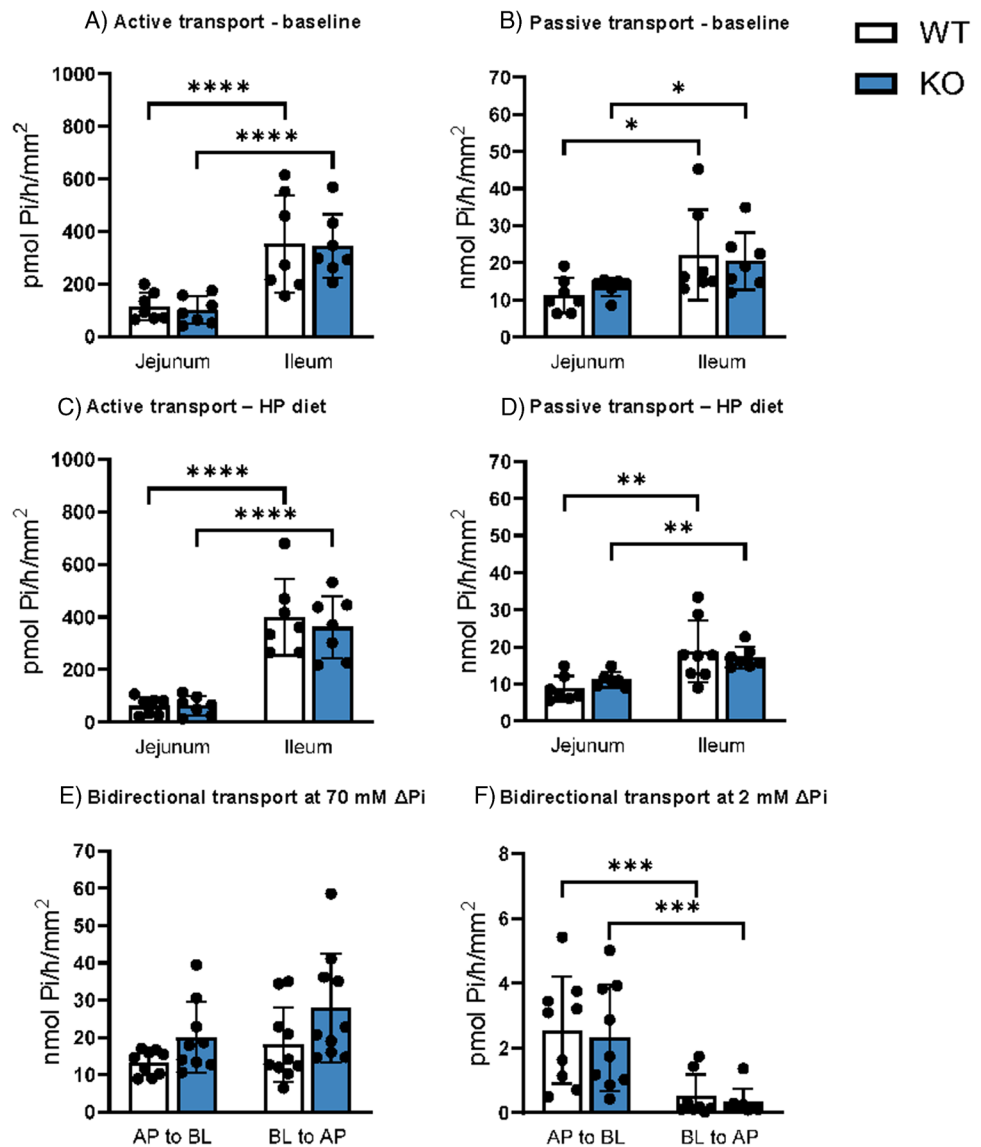 A) Active transport - baseline
pmol Pi/h/mm2
1000
800
600
400
200
0
****
****
Jejunum Ileum
B) Passive transport - baseline
nmol Pi/h/mm2
70
60
50
40
30
20
10
0
*
*
Jejunum Ileum
WT
KO
C) Active transport – HP diet
pmol Pi/h/mm2
1000
800
600
400
200
0
****
****
Jejunum Ileum
D) Passive transport – HP diet
nmol Pi/h/mm2
70
60
50
40
30
20
10
0
**
**
Jejunum Ileum
E) Bidirectional transport at 70 mM ΔPi
nmol Pi/h/mm2
70
60
50
40
30
20
10
0
AP to BL BL to AP
F) Bidirectional transport at 2 mM ΔPi
pmol Pi/h/mm2
8
6
4
2
0
***
***
AP to BL BL to AP